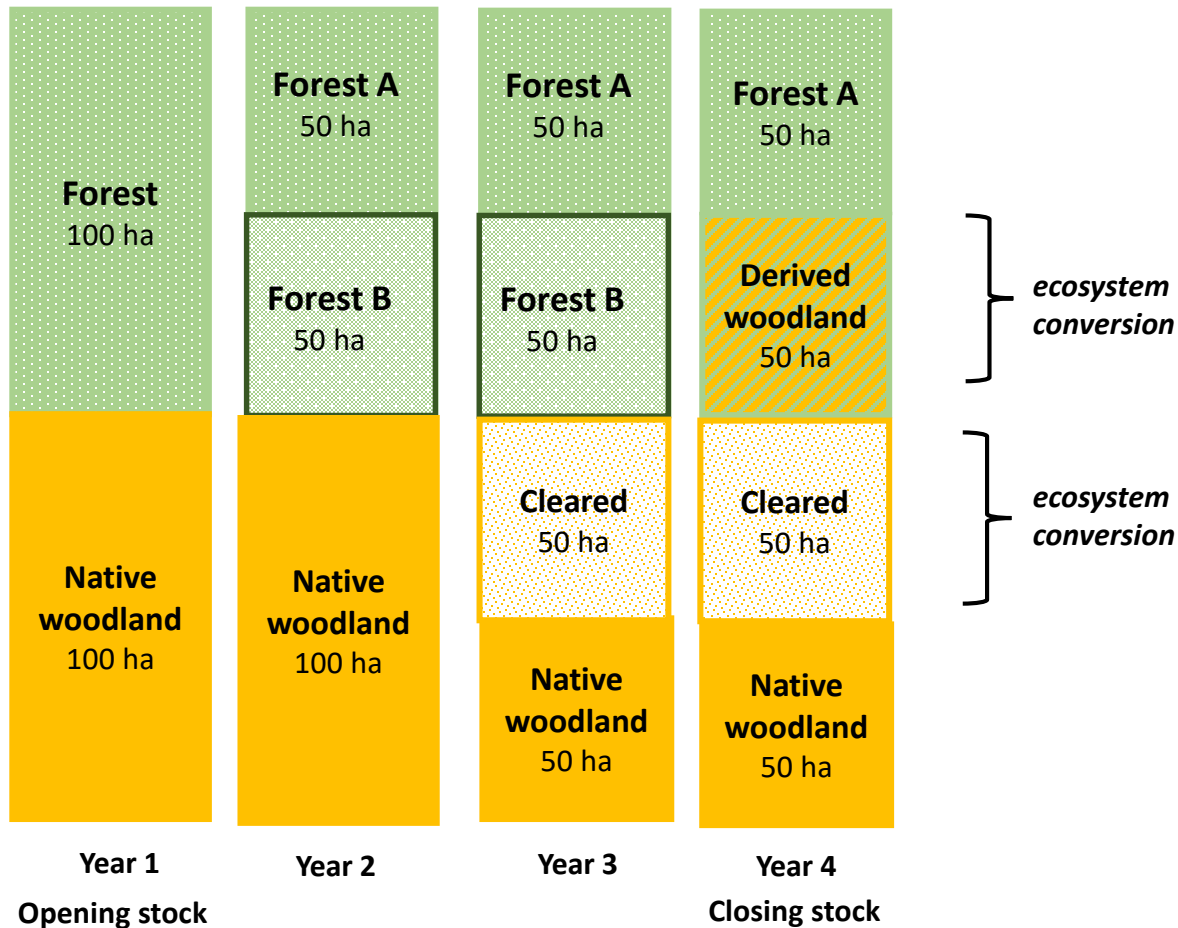 Forest
100 ha
Native
woodland
100 ha
Year 1
Opening stock
Forest A
50 ha
Forest B
50 ha
Native
woodland
100 ha
Year 2
Forest A
50 ha
Forest B
50 ha
Cleared
50 ha
Native
woodland
50 ha
Year 3
Forest A
50 ha
Derived
woodland
50 ha
Cleared
50 ha
Native
woodland
50 ha
Year 4
Closing stock
ecosystem
conversion
ecosystem
conversion